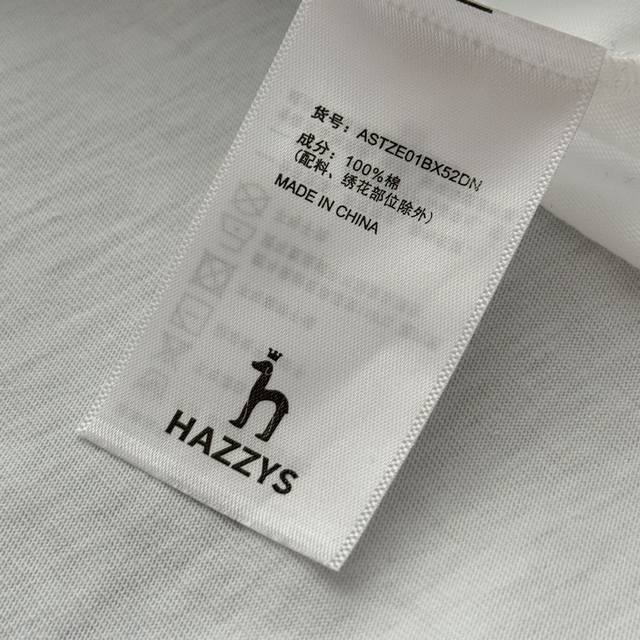 货号：ASTZE01BX52DN
成分：100%棉
（配料、绣花部位除外）
MADE IN CHINA
HAZZYS